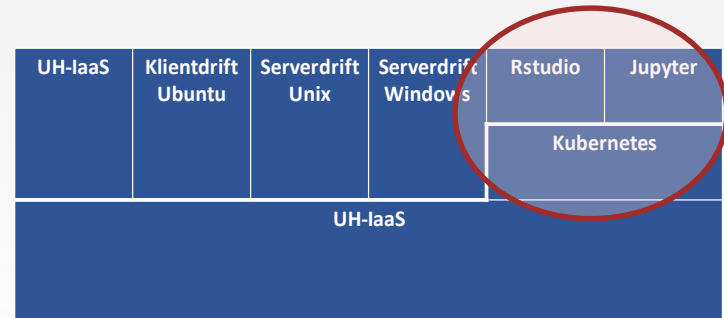 UH-IaaS
Klientdrift
Ubuntu
Serverdrift
Unix
Serverdrift
Windows
Rstudio
Jupyter
Kubernetes
UH-IaaS